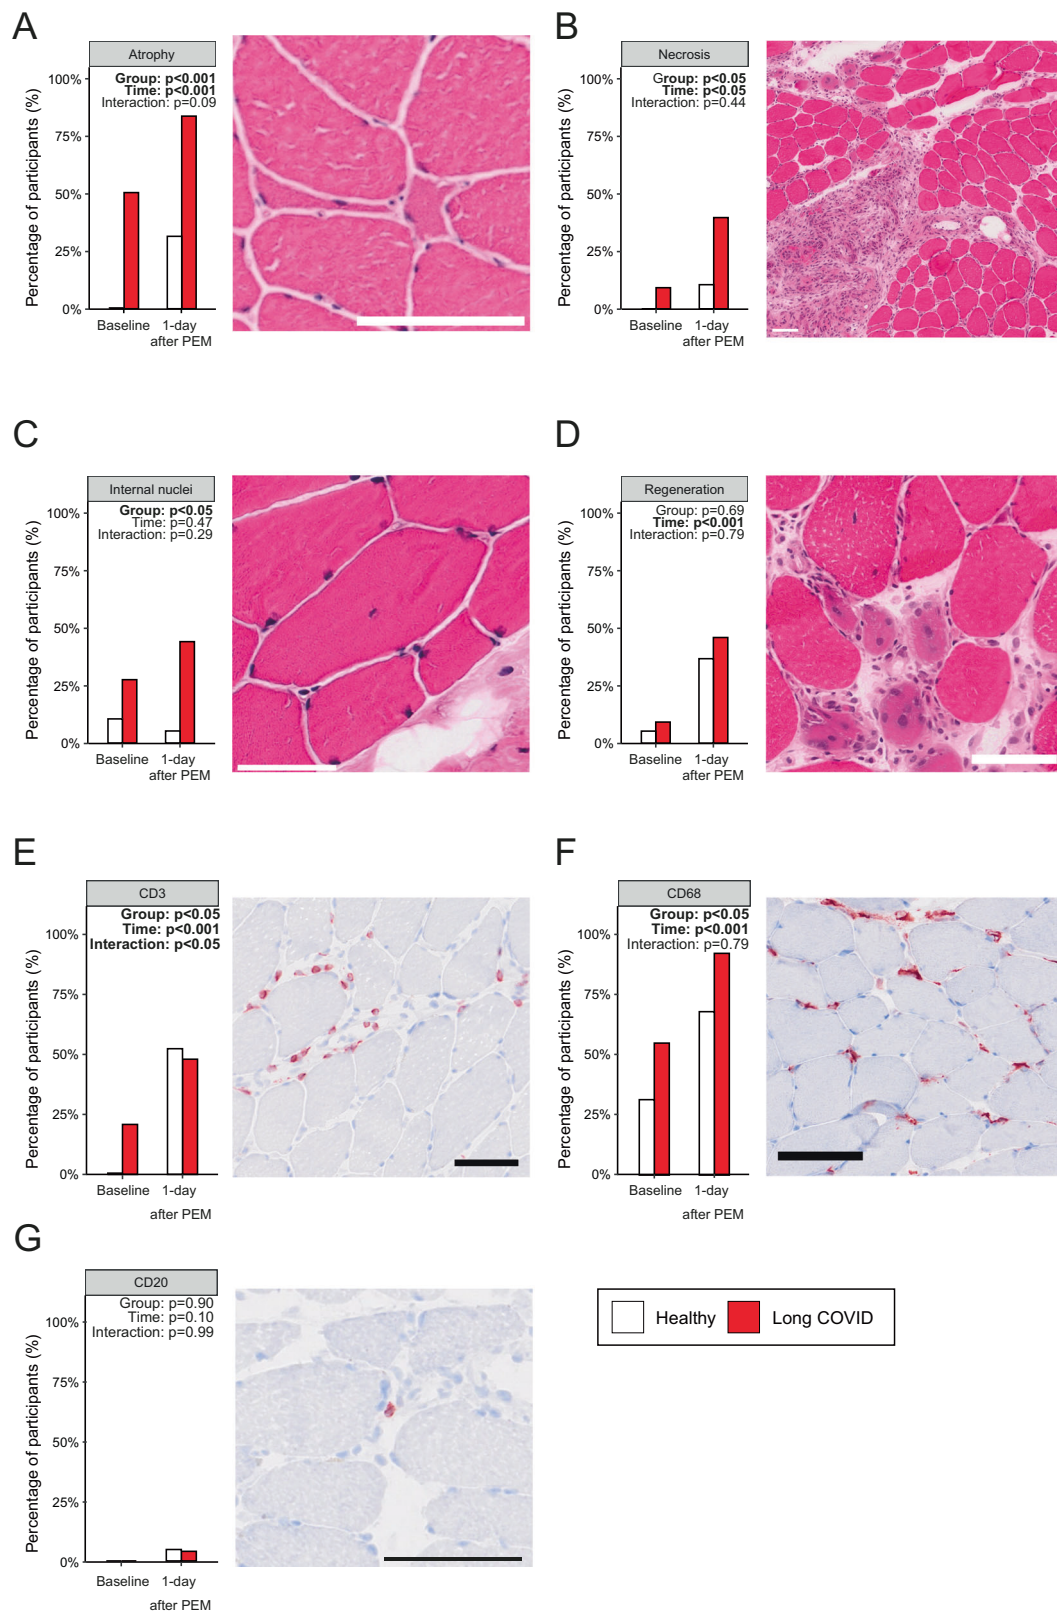 A
Atrophy
Group: p<0.001
Time: p<0.001
Interaction: p=0.09
Percentage of participants (%)
100%
75%
50%
25%
0%
Baseline
1-day
after PEM
B
Necrosis
Group: p<0.05
Time: p<0.05
Interaction: p=0.44
Percentage of participants (%)
100%
75%
50%
25%
0%
Baseline
1-day
after PEM
C
Internal nuclei
Group: p<0.05
Time: p=0.47
Interaction: p=0.29
Percentage of participants (%)
100%
75%
50%
25%
0%
Baseline
1-day
after PEM
D
Regeneration
Group: p=0.69
Time: p<0.001
Interaction: p=0.79
Percentage of participants (%)
100%
75%
50%
25%
0%
Baseline
1-day
after PEM
E
CD3
Group: p<0.05
Time: p<0.001
Interaction: p<0.05
Percentage of participants (%)
100%
75%
50%
25%
0%
Baseline
1-day
after PEM
F
CD68
Group: p<0.05
Time: p<0.001
Interaction: p=0.79
Percentage of participants (%)
100%
75%
50%
25%
0%
Baseline
1-day
after PEM
G
CD20
Group: p=0.90
Time: p=0.10
Interaction: p=0.99
Percentage of participants (%)
100%
75%
50%
25%
0%
Baseline
1-day
after PEM
Healthy
Long COVID